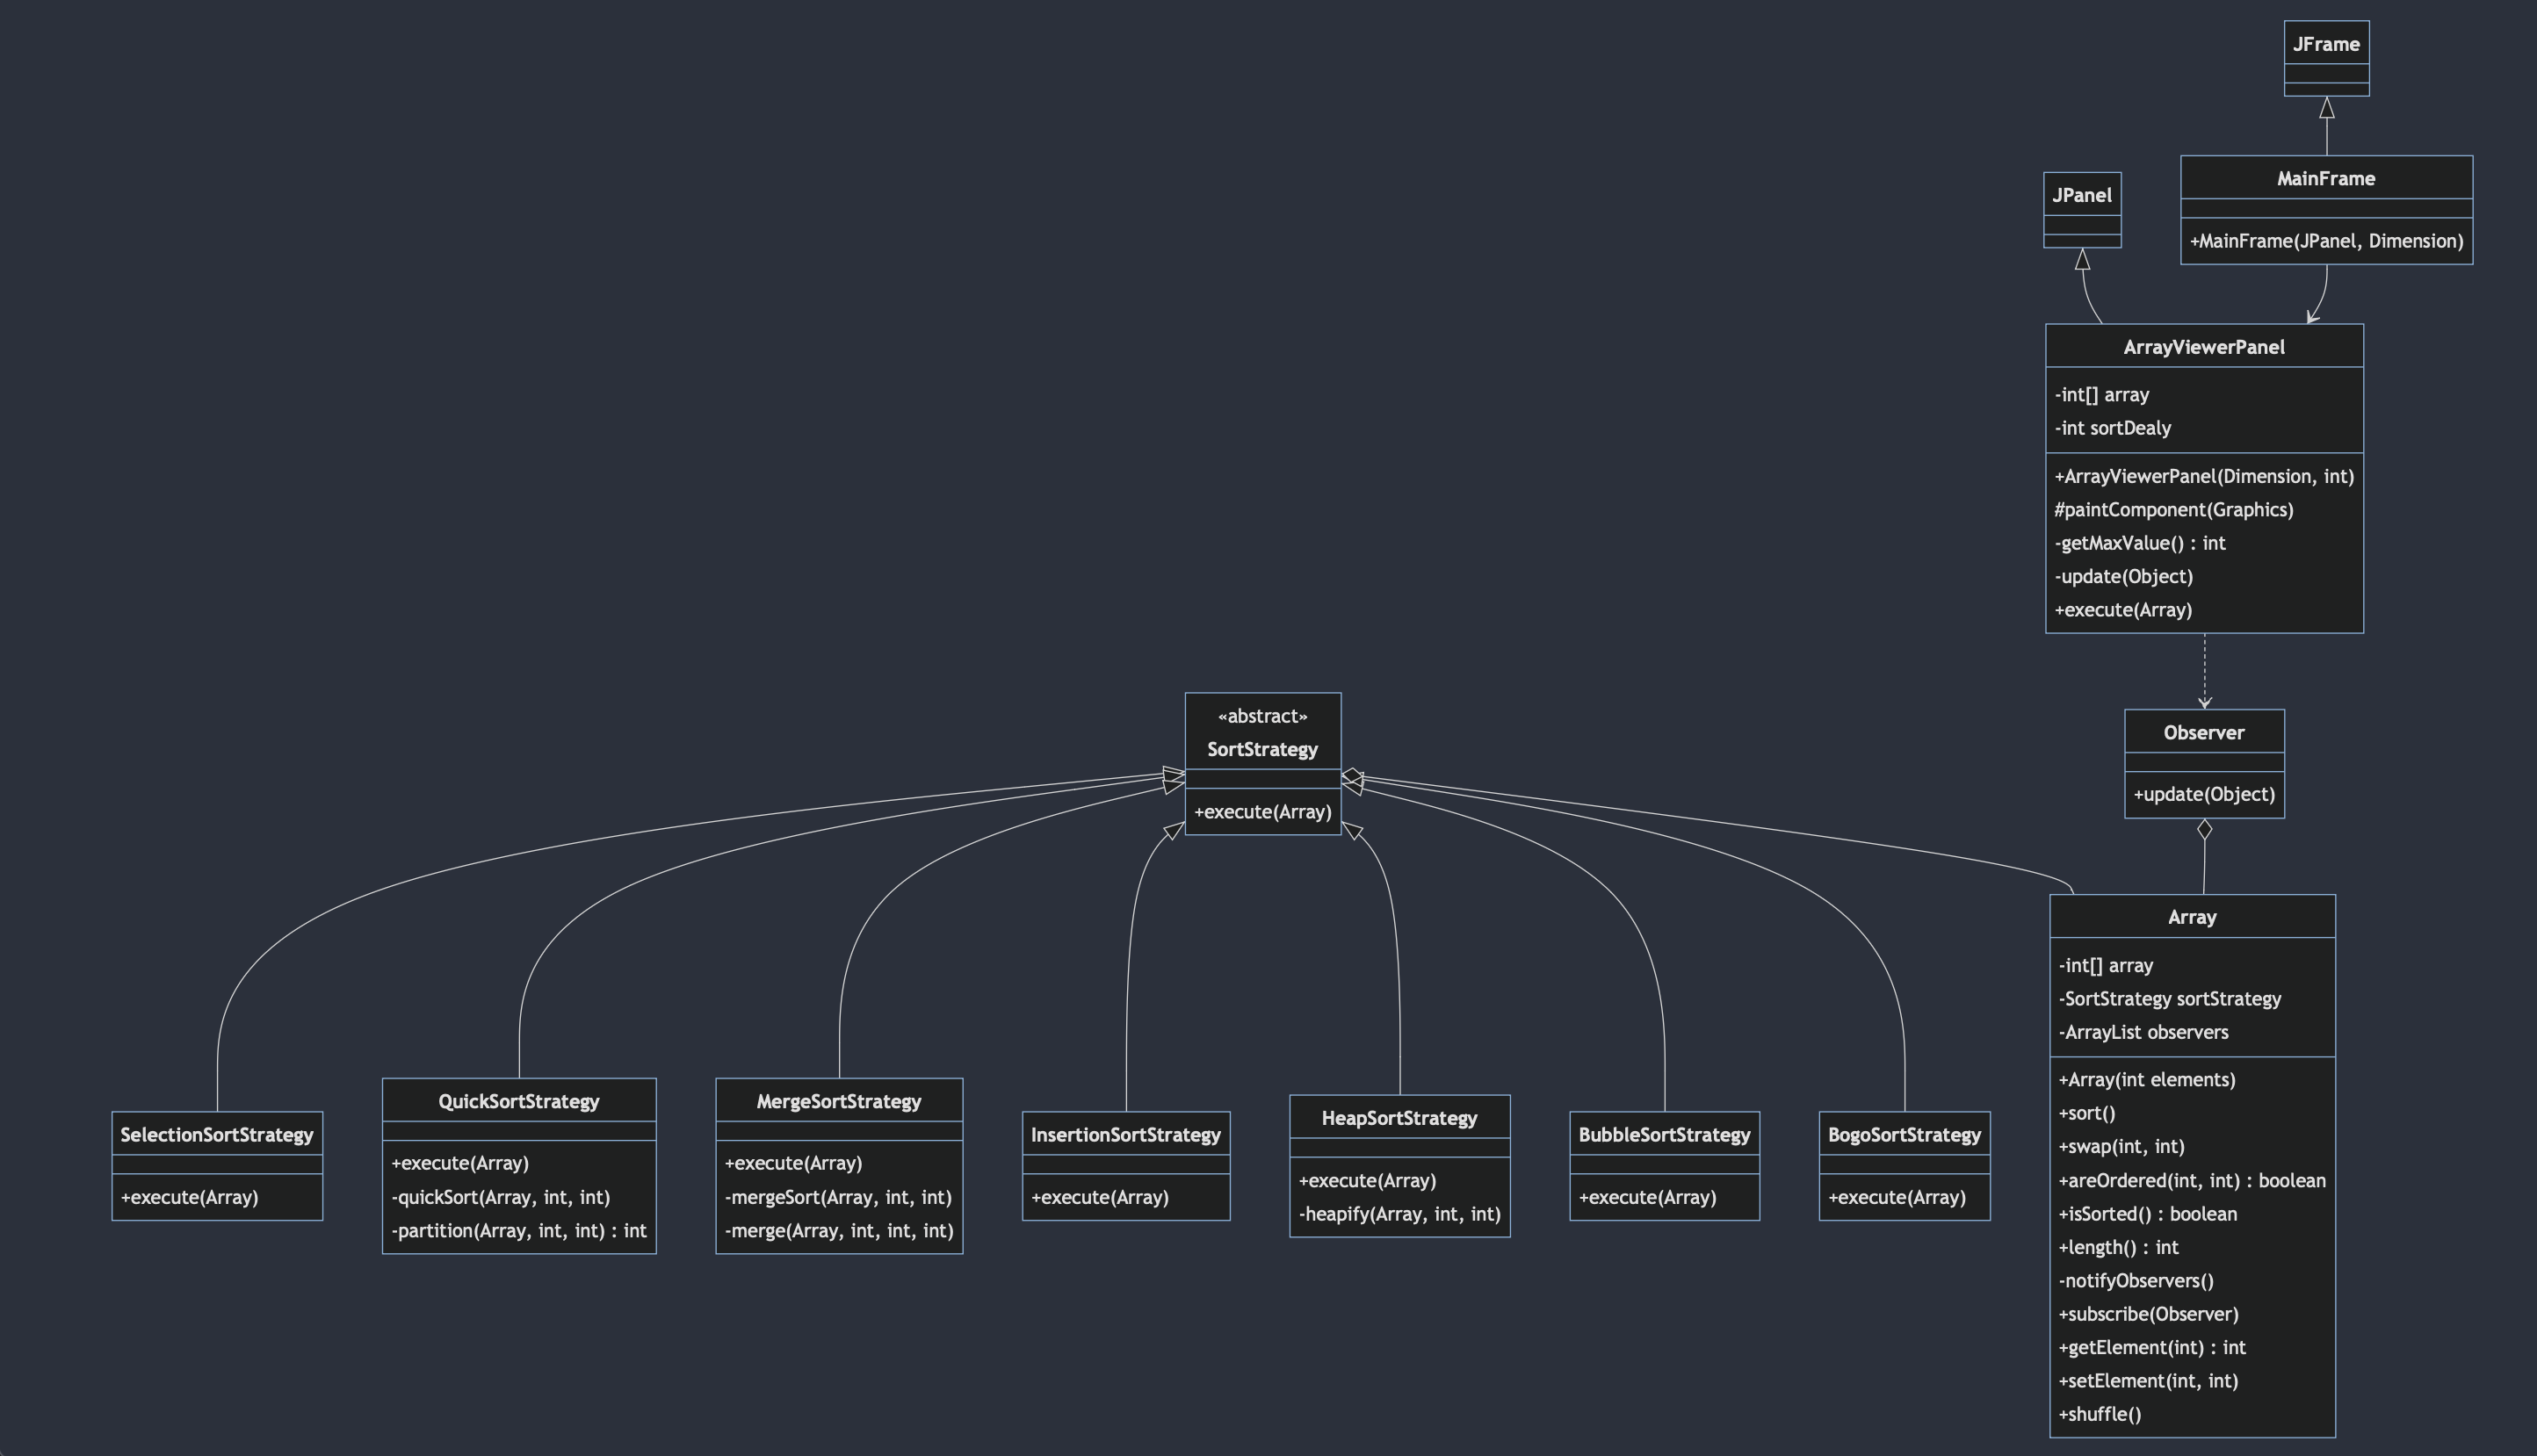 JFrame
MainFrame
+MainFrame(JPanel, Dimension)
JPanel
ArrayViewerPanel
-int[] array
-int sortDealy
+ArrayViewerPanel(Dimension, int)
#paintComponent(Graphics)
-getMaxValue() : int
-update(Object)
+execute(Array)
«abstract»
SortStrategy
+execute(Array)
Observer
+update(Object)
Array
-int[] array
-SortStrategy sortStrategy
-ArrayList observers
+Array(int elements)
+sort()
+swap(int, int)
+areOrdered(int, int) : boolean
+isSorted() : boolean
+length() : int
-notifyObservers()
+subscribe(Observer)
+getElement(int) : int
+setElement(int, int)
+shuffle()
SelectionSortStrategy
+execute(Array)
QuickSortStrategy
+execute(Array)
-quickSort(Array, int, int)
-partition(Array, int, int) : int
MergeSortStrategy
+execute(Array)
-mergeSort(Array, int, int)
-merge(Array, int, int, int)
InsertionSortStrategy
+execute(Array)
HeapSortStrategy
+execute(Array)
-heapify(Array, int, int)
BubbleSortStrategy
+execute(Array)
BogoSortStrategy
+execute(Array)